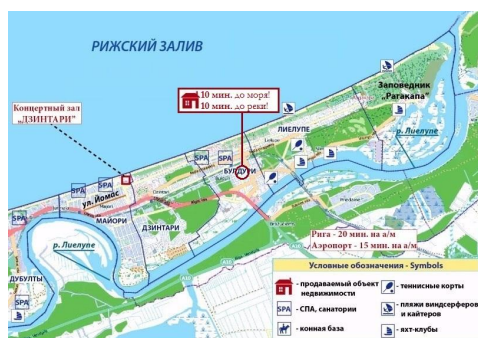 РИЖСКИЙ ЗАЛИВ
10 мин. до моря!
10 мин. до реки!
Заповедник
„Рагакапа”
Концертный зал
„ДЗИНТАРИ”
ЛИЕЛУПЕ
р. Лиелупе
SPA
SPA
БУЛДУРИ
SPA
SPA
ул. Йомас
МАЙОРИ
ДЗИНТАРИ
р. Лиелупе
Рига - 20 мин. на а/м
Аэропорт - 15 мин. на а/м
ДУБУЛТЫ
SPA
A10
A10
Условные обозначения - Symbols
- продаваемый объект
недвижимости
- теннисные корты
SPA - СПА, санатории
- пляжи виндсерферов
и кайтеров
- конная база
- яхт-клубы